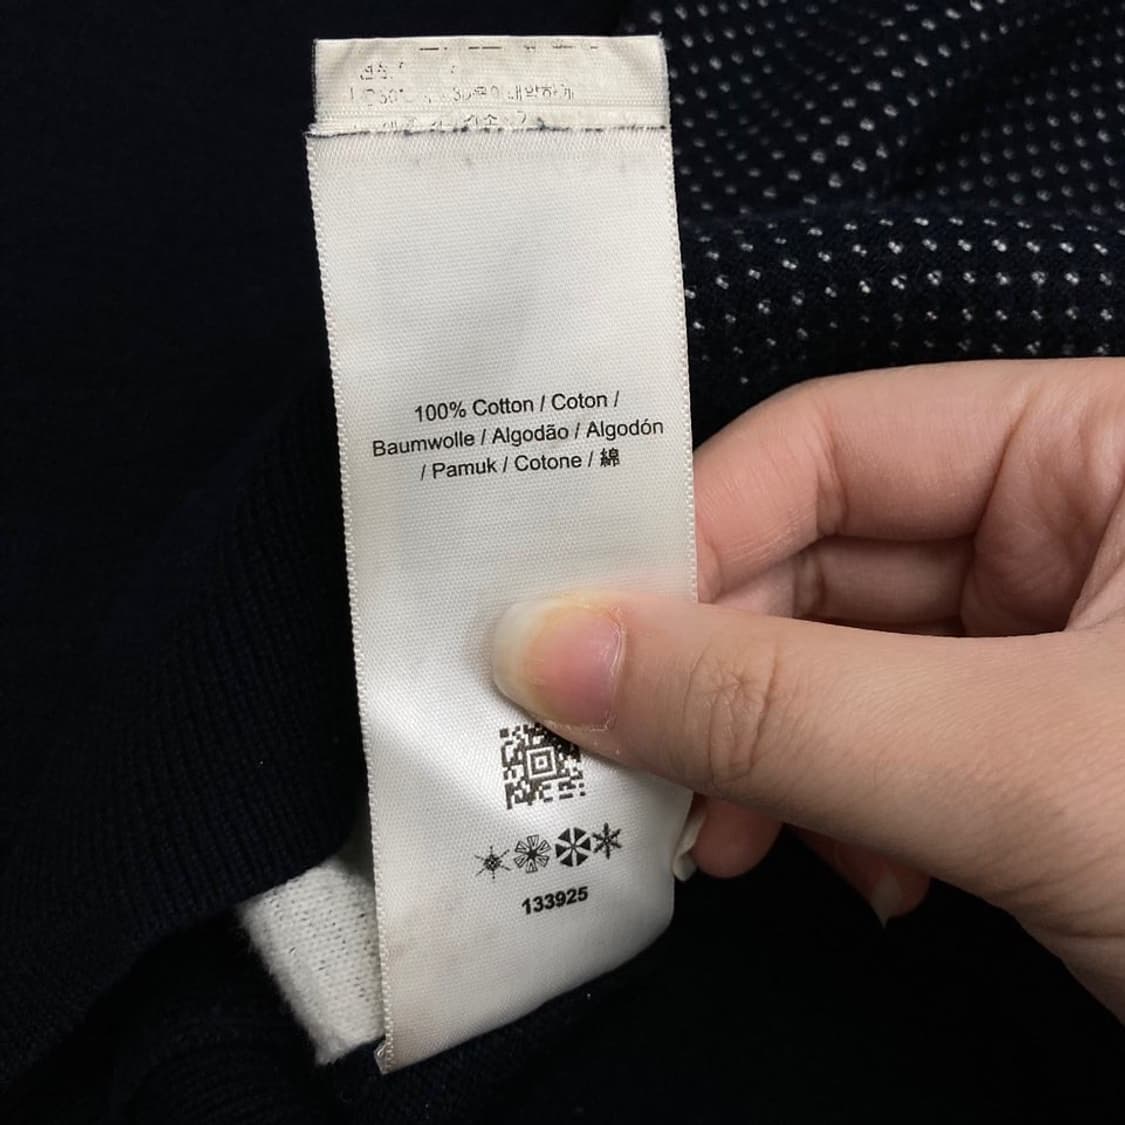 100% Cotton / Coton /
Baumwolle / Algodão / Algodón
/ Pamuk / Cotone / 綿
133925